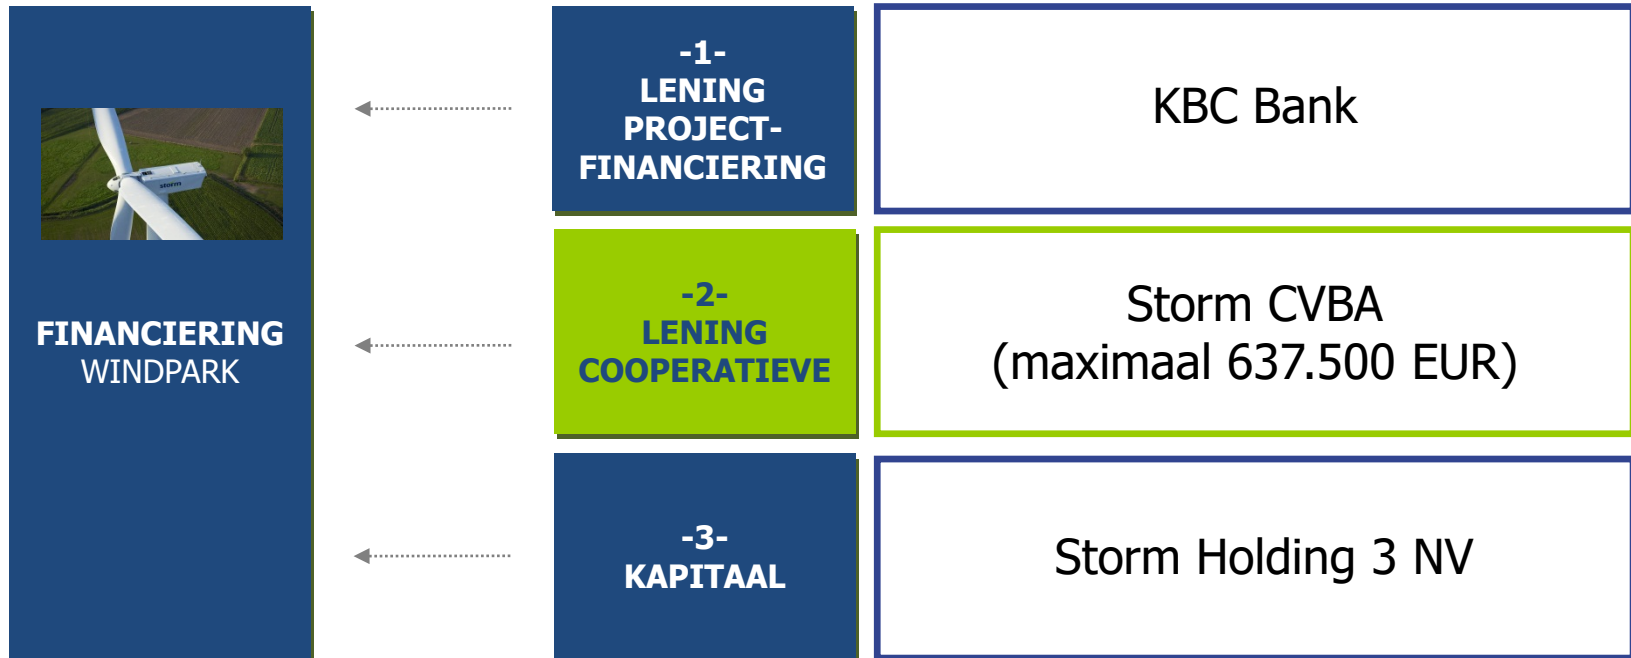 FINANCIERING
WINDPARK
storm
-1-
LENING
PROJECT-
FINANCIERING
KBC Bank
-2-
LENING
COOPERATIEVE
Storm CVBA
(maximaal 637.500 EUR)
-3-
KAPITAAL
Storm Holding 3 NV